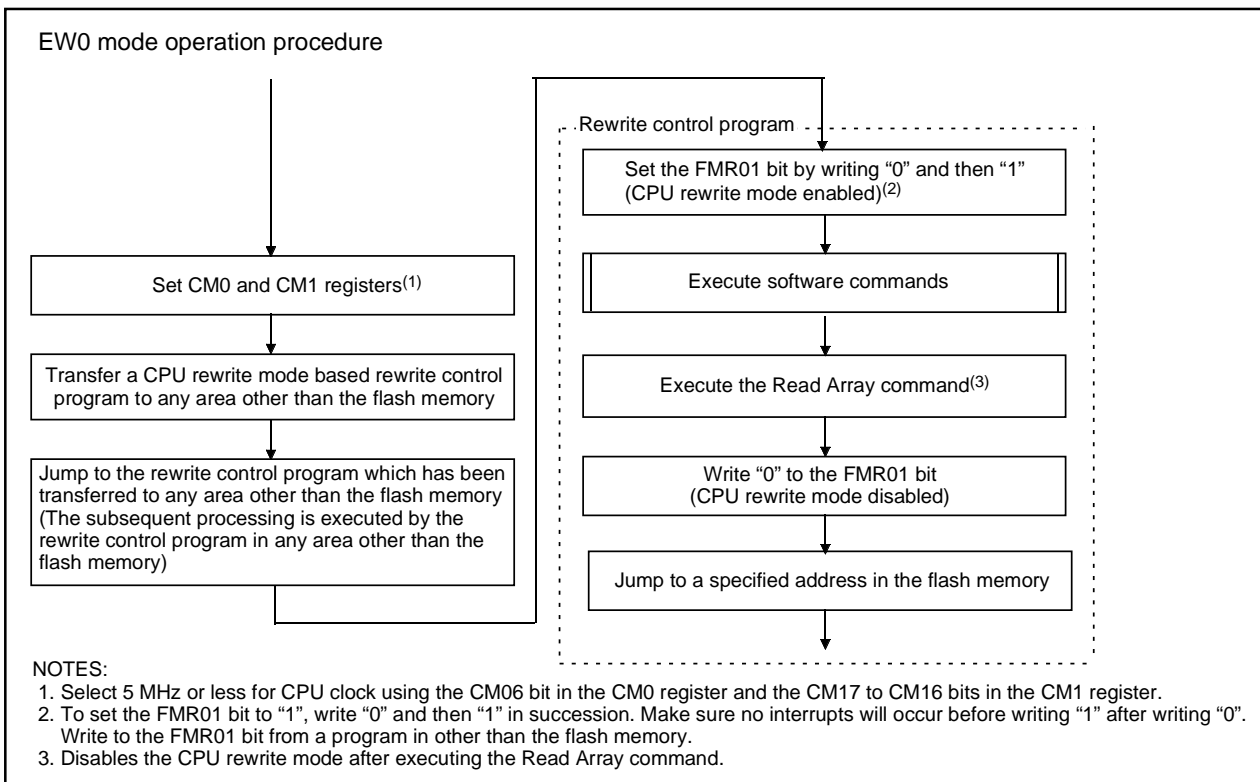 EW0 mode operation procedure
Set CM0 and CM1 registers(1)
Transfer a CPU rewrite mode based rewrite control
program to any area other than the flash memory
Jump to the rewrite control program which has been
transferred to any area other than the flash memory
(The subsequent processing is executed by the
rewrite control program in any area other than the
flash memory)
Rewrite control program
Set the FMR01 bit by writing “0” and then “1”
(CPU rewrite mode enabled)(2)
Execute software commands
Execute the Read Array command(3)
Write “0” to the FMR01 bit
(CPU rewrite mode disabled)
Jump to a specified address in the flash memory
NOTES:
1. Select 5 MHz or less for CPU clock using the CM06 bit in the CM0 register and the CM17 to CM16 bits in the CM1 register.
2. To set the FMR01 bit to “1”, write “0” and then “1” in succession. Make sure no interrupts will occur before writing “1” after writing “0”.
Write to the FMR01 bit from a program in other than the flash memory.
3. Disables the CPU rewrite mode after executing the Read Array command.